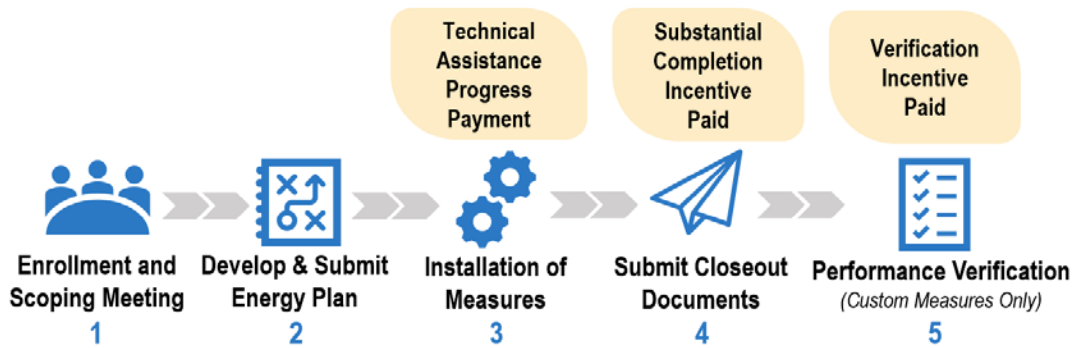 Technical
Assistance
Progress
Payment
Substantial
Completion
Incentive
Paid
Verification
Incentive
Paid
Enrollment and
Scoping Meeting
1
Develop & Submit
Energy Plan
2
Installation of
Measures
3
Submit Closeout
Documents
4
Performance Verification
(Custom Measures Only)
5